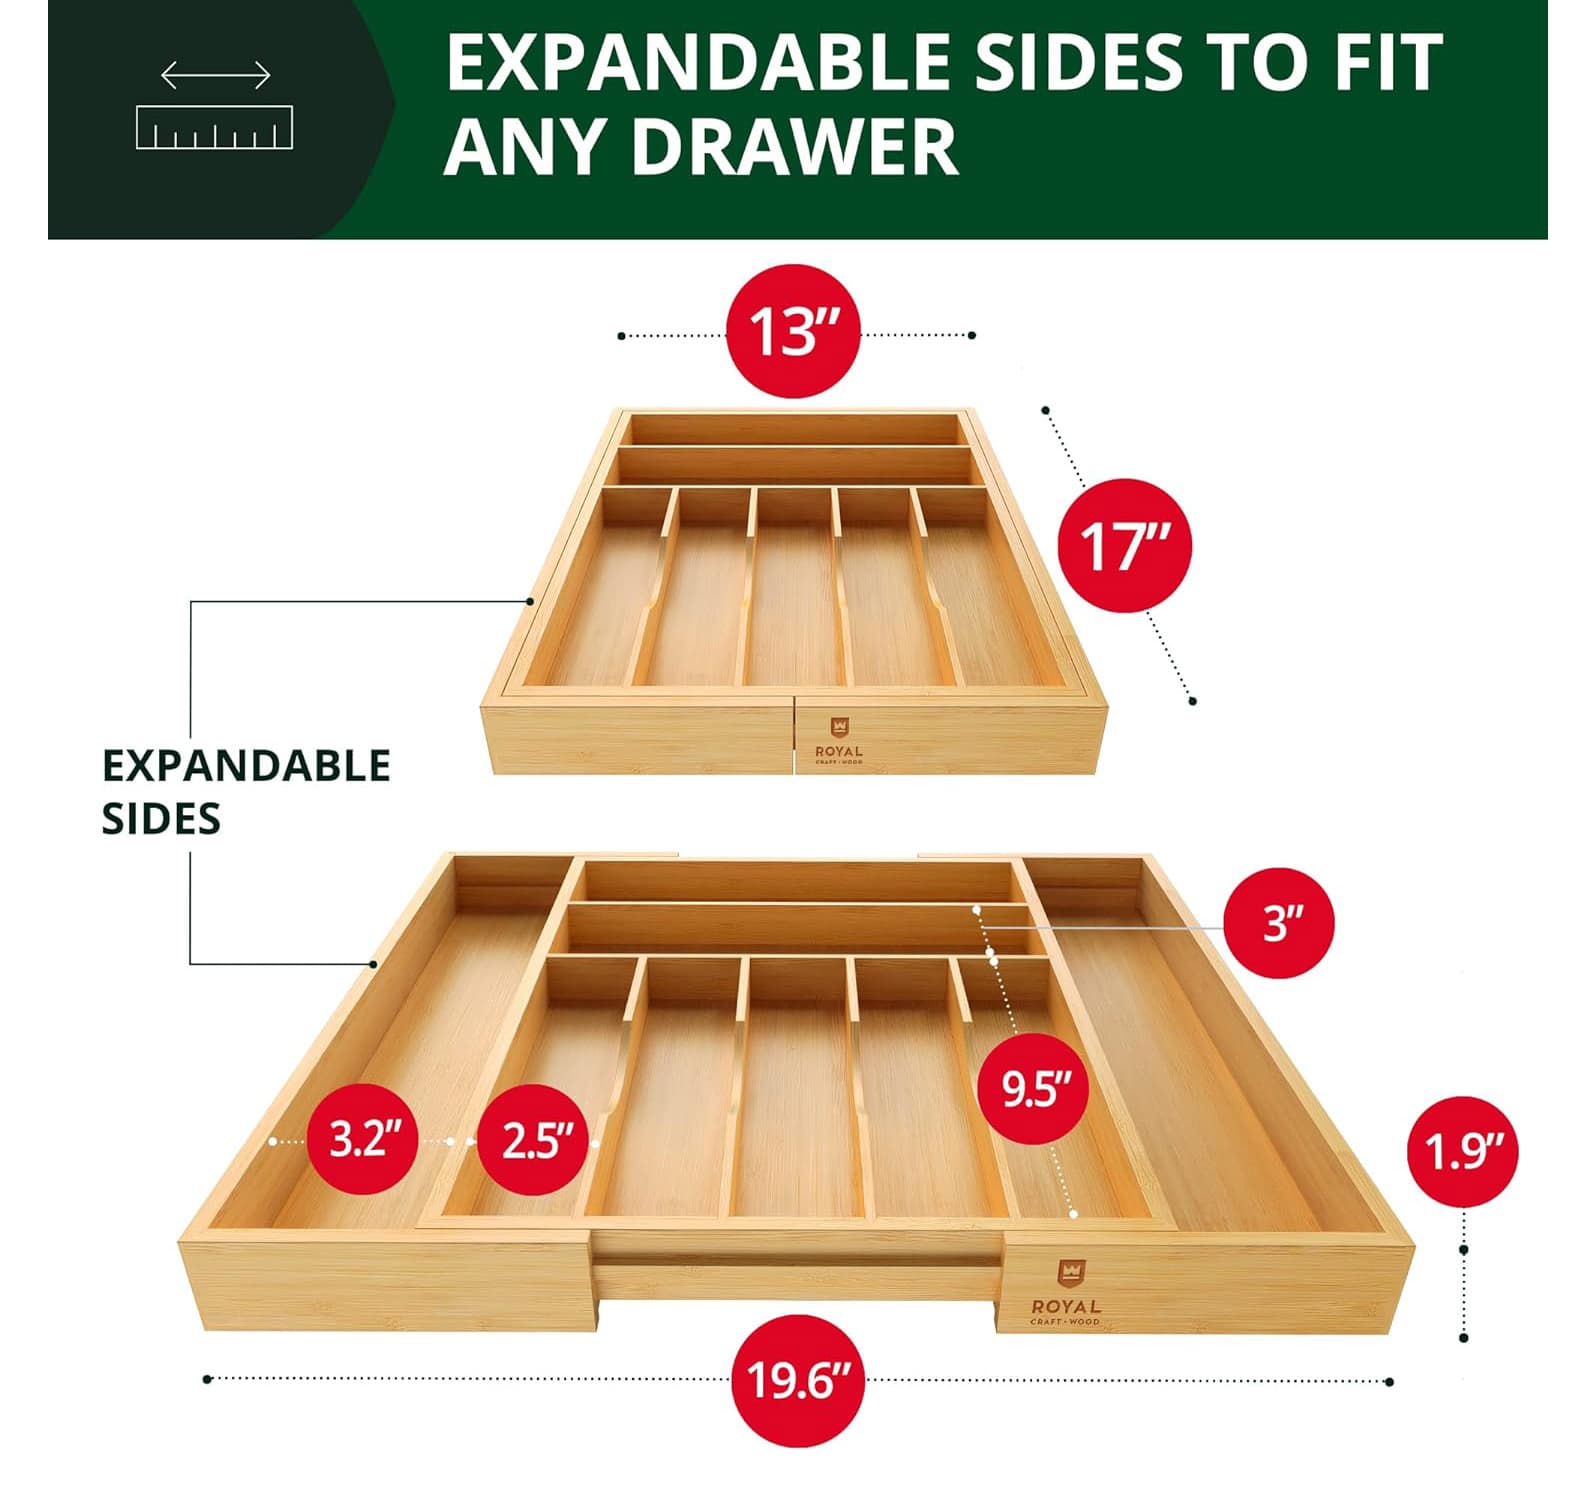 EXPANDABLE SIDES TO FIT
ANY DRAWER
13”
17”
ROYAL
CRAFT · WOOD
EXPANDABLE
SIDES
3”
9.5”
3.2”
2.5”
1.9”
ROYAL
CRAFT · WOOD
19.6”